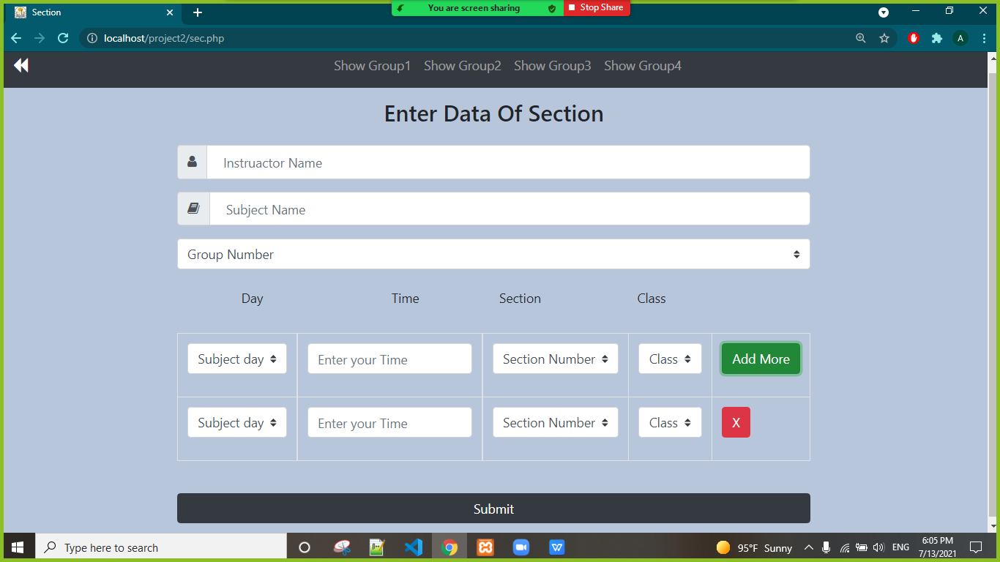 Section
You are screen sharing
Stop Share
localhost/project2/sec.php
A
Show Group1 Show Group2 Show Group3 Show Group4
Enter Data Of Section
Instruactor Name
Subject Name
Group Number
Day Time Section Class
Subject day Enter your Time Section Number Class Add More
Subject day Enter your Time Section Number Class X
Submit
Type here to search
95°F Sunny
ENG
6:05 PM
7/13/2021